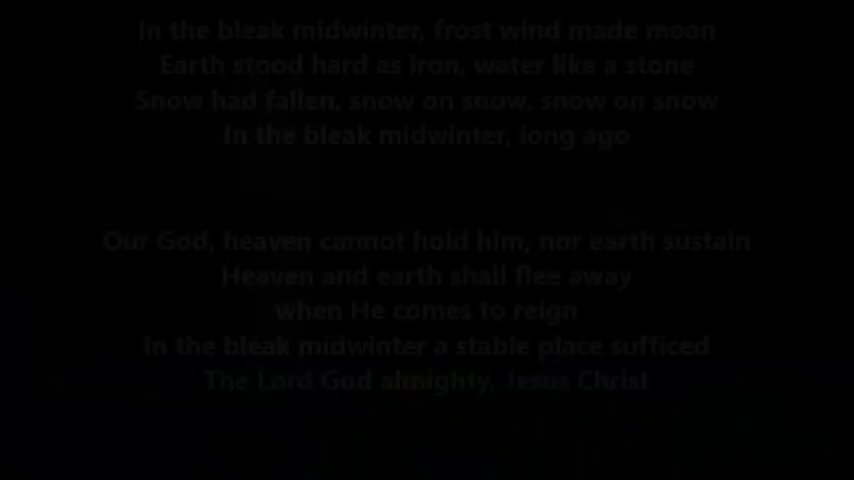 In the bleak midwinter, frost wind made moan
Earth stood hard as iron, water like a stone
Snow had fallen, snow on snow, snow on snow
In the bleak midwinter, long ago
Our God, heaven cannot hold him, nor earth sustain
Heaven and earth shall flee away
when He comes to reign
In the bleak midwinter a stable place sufficed
The Lord God almighty, Jesus Christ